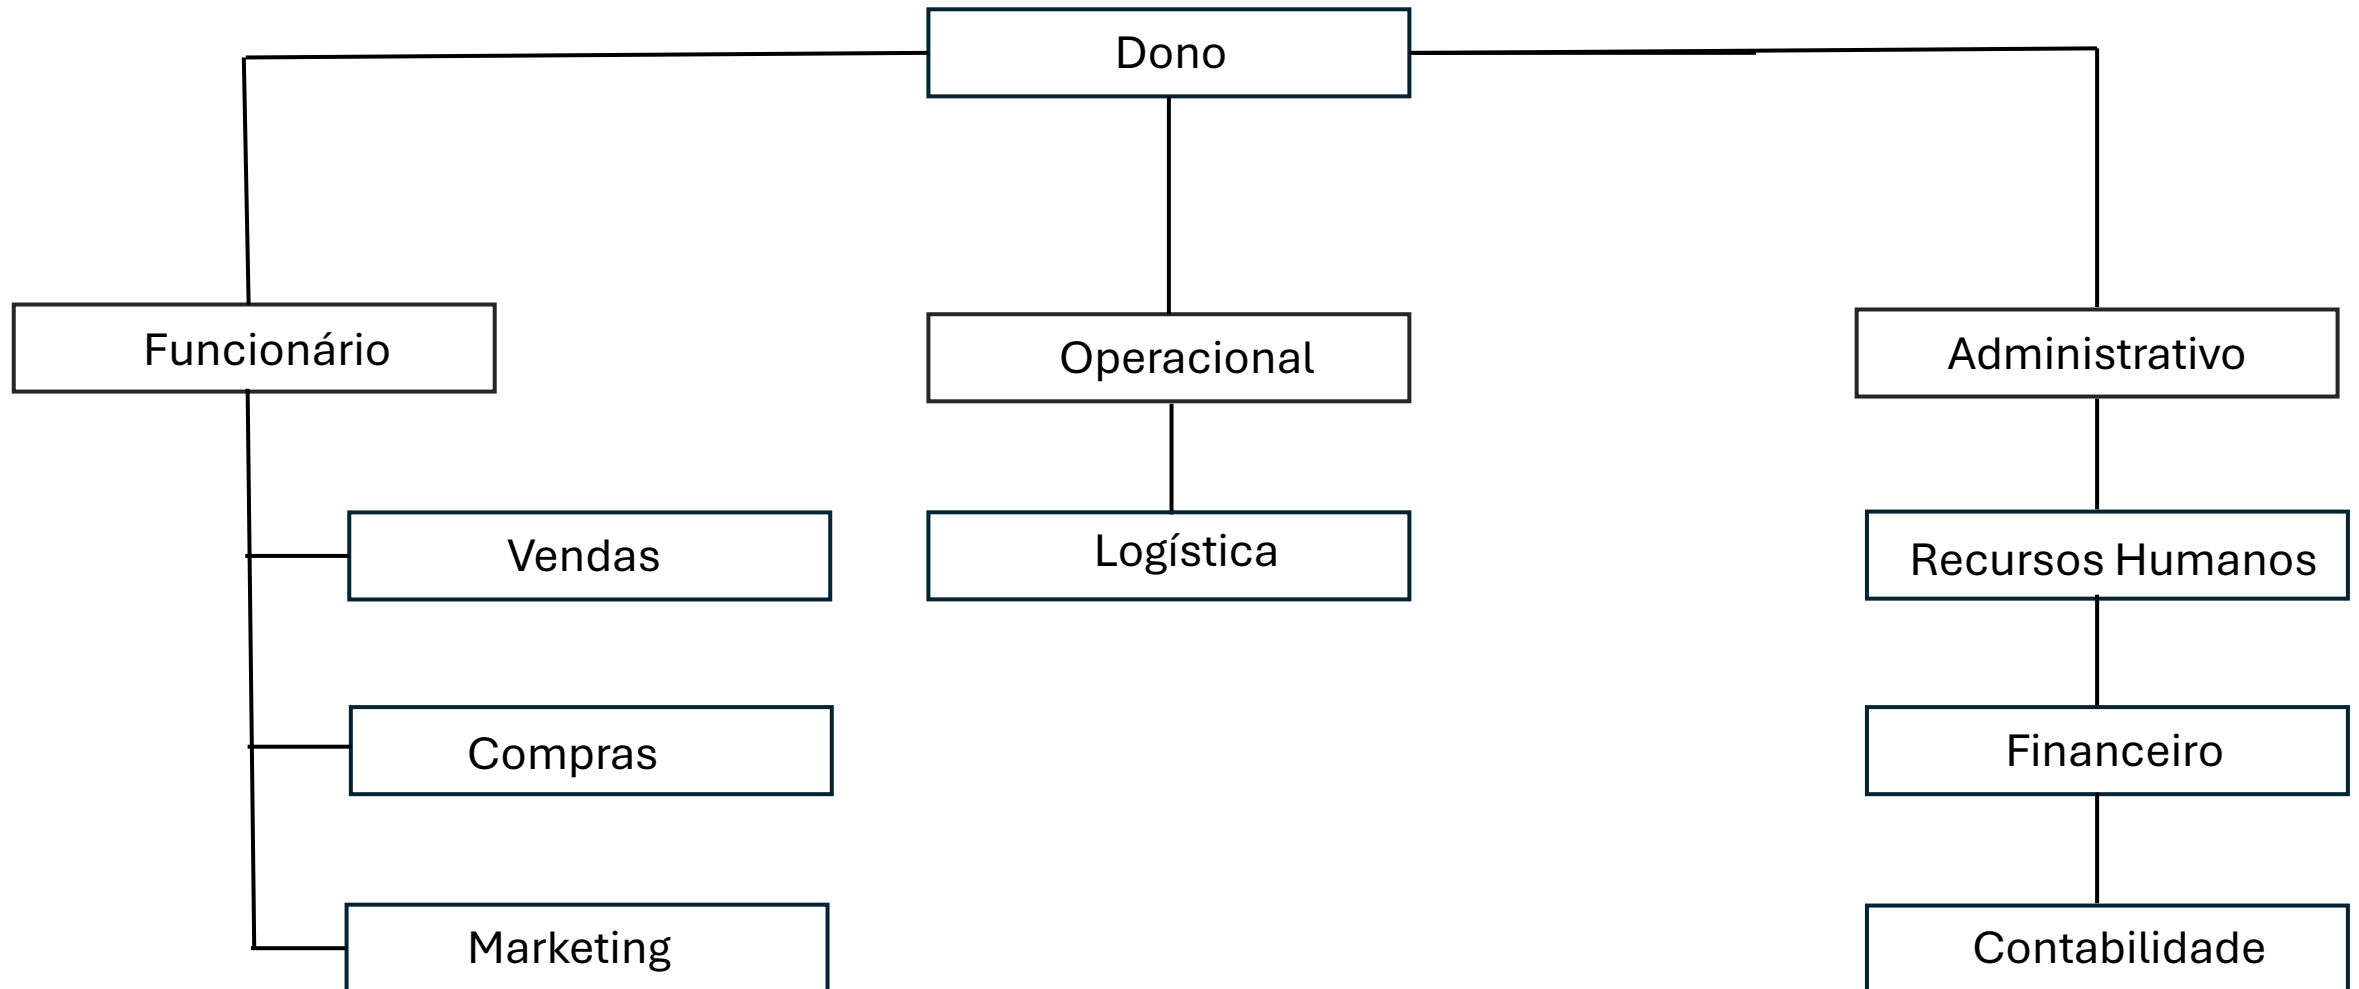 Dono
Funcionário
Operacional
Administrativo
Vendas
Logística
Recursos Humanos
Compras
Financeiro
Marketing
Contabilidade